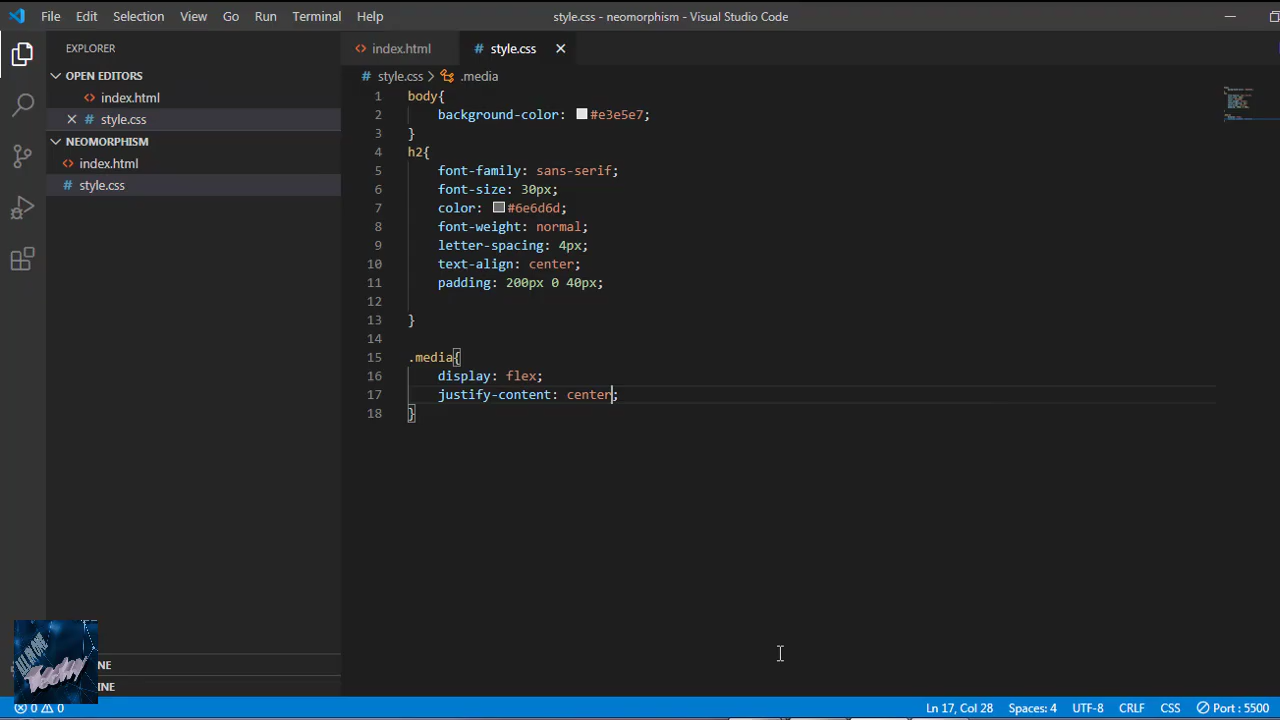 File Edit Selection View Go Run Terminal Help
style.css - neomorphism - Visual Studio Code
EXPLORER
OPEN EDITORS
index.html
style.css
NEOMORPHISM
index.html
style.css
index.html
style.css
style.css > .media
1 body{
2 background-color: #e3e5e7;
3 }
4 h2{
5 font-family: sans-serif;
6 font-size: 30px;
7 color: #6e6d6d;
8 font-weight: normal;
9 letter-spacing: 4px;
10 text-align: center;
11 padding: 200px 0 40px;
12
13 }
14
15 .media{
16 display: flex;
17 justify-content: center;
18 }
Techy
NE
INE
0 0
Ln 17, Col 28 Spaces: 4 UTF-8 CRLF CSS Port : 5500